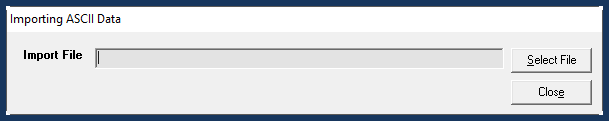 Importing ASCII Data
Import File
Select File
Close